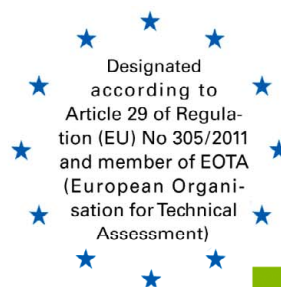 Designated
according to
Article 29 of Regula-
tion (EU) No 305/2011
and member of EOTA
(European Organi-
sation for Technical
Assessment)